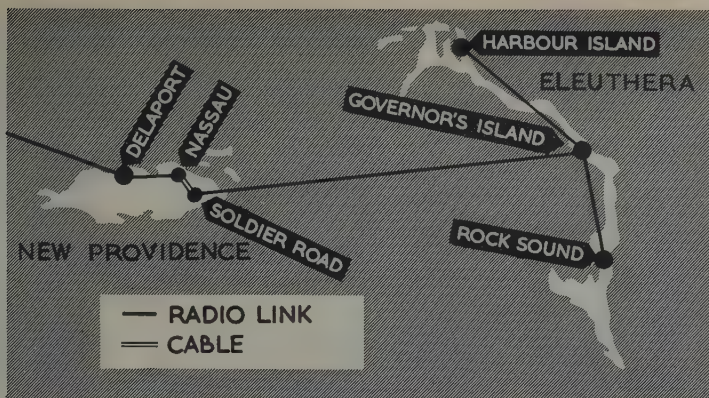 HARBOUR ISLAND
ELEUTHERA
GOVERNOR'S ISLAND
DELAPORT
NASSAU
SOLDIER ROAD
ROCK SOUND
NEW PROVIDENCE
RADIO LINK
CABLE